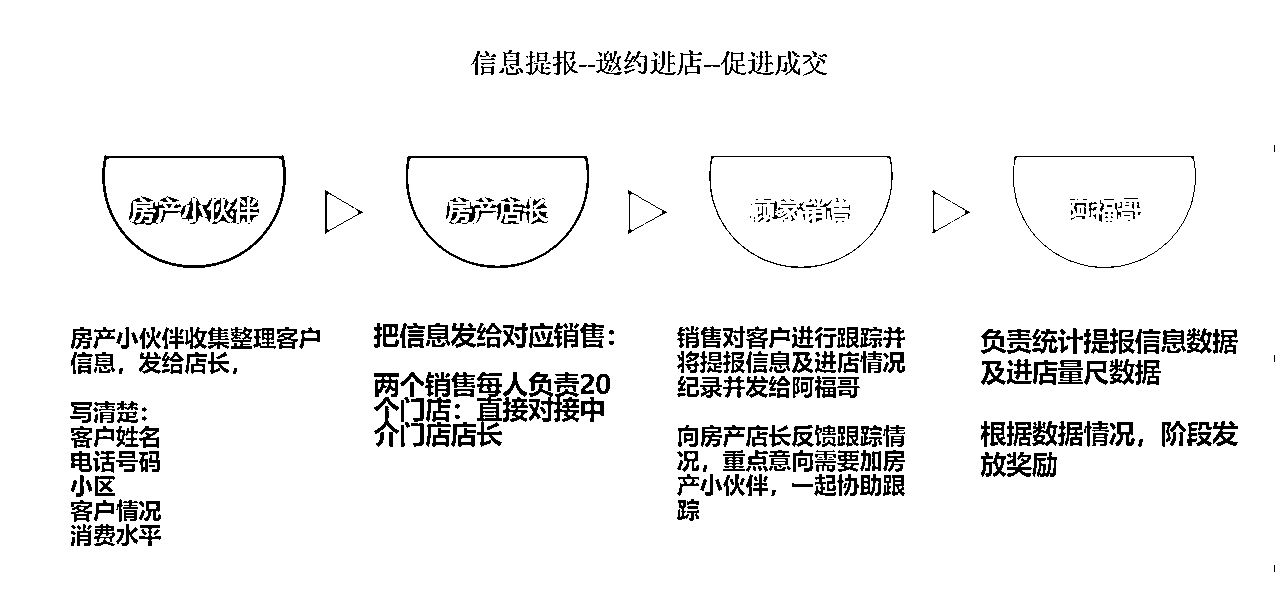 信息提报--邀约进店--促进成交
房产小伙伴
房产店长
顾家销售
阿福哥
房产小伙伴收集整理客户
信息，发给店长，
写清楚：
客户姓名
电话号码
小区
客户情况
消费水平
把信息发给对应销售：
两个销售每人负责20
个门店：直接对接中
介门店店长
销售对客户进行跟踪并
将提报信息及进店情况
纪录并发给阿福哥
向房产店长反馈跟踪情
况，重点意向需要加房
产小伙伴，一起协助跟
踪
负责统计提报信息数据
及进店量尺数据
根据数据情况，阶段发
放奖励